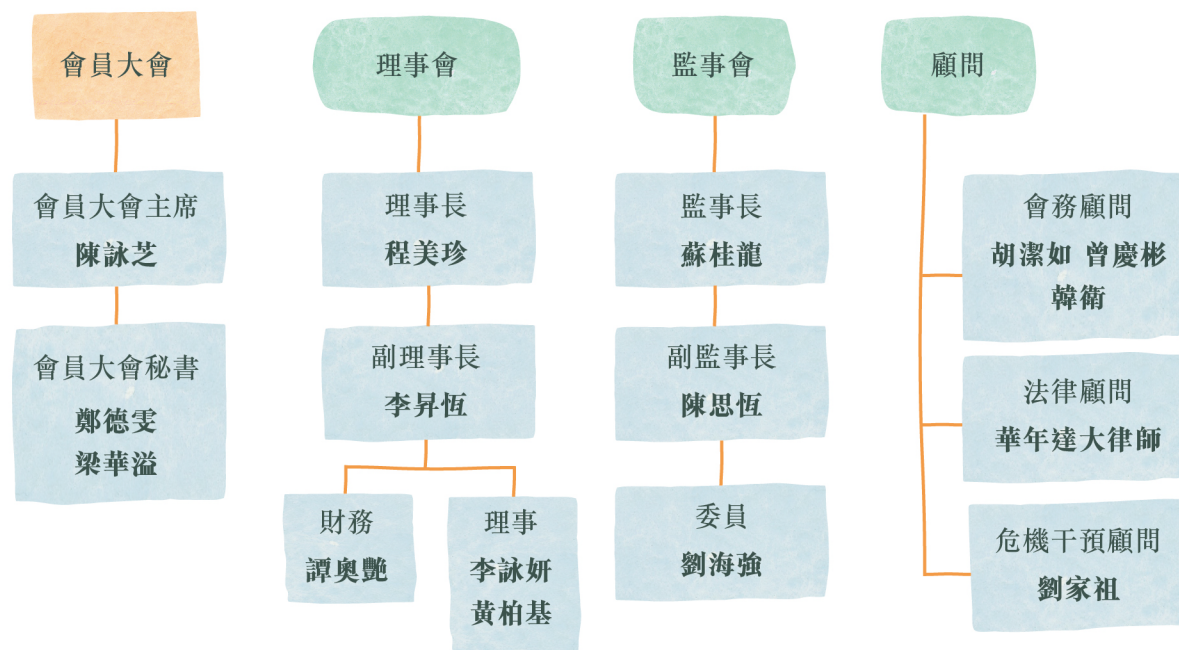 會員大會
會員大會主席
陳詠芝
會員大會秘書
鄭德雯
梁華溢
理事會
理事長
程美珍
副理事長
李昇恆
財務
譚奧艷
理事
李詠妍
黃柏基
監事會
監事長
蘇桂龍
副監事長
陳思恆
委員
劉海強
顧問
會務顧問
胡潔如 曾慶彬
韓衛
法律顧問
華年達大律師
危機干預顧問
劉家祖